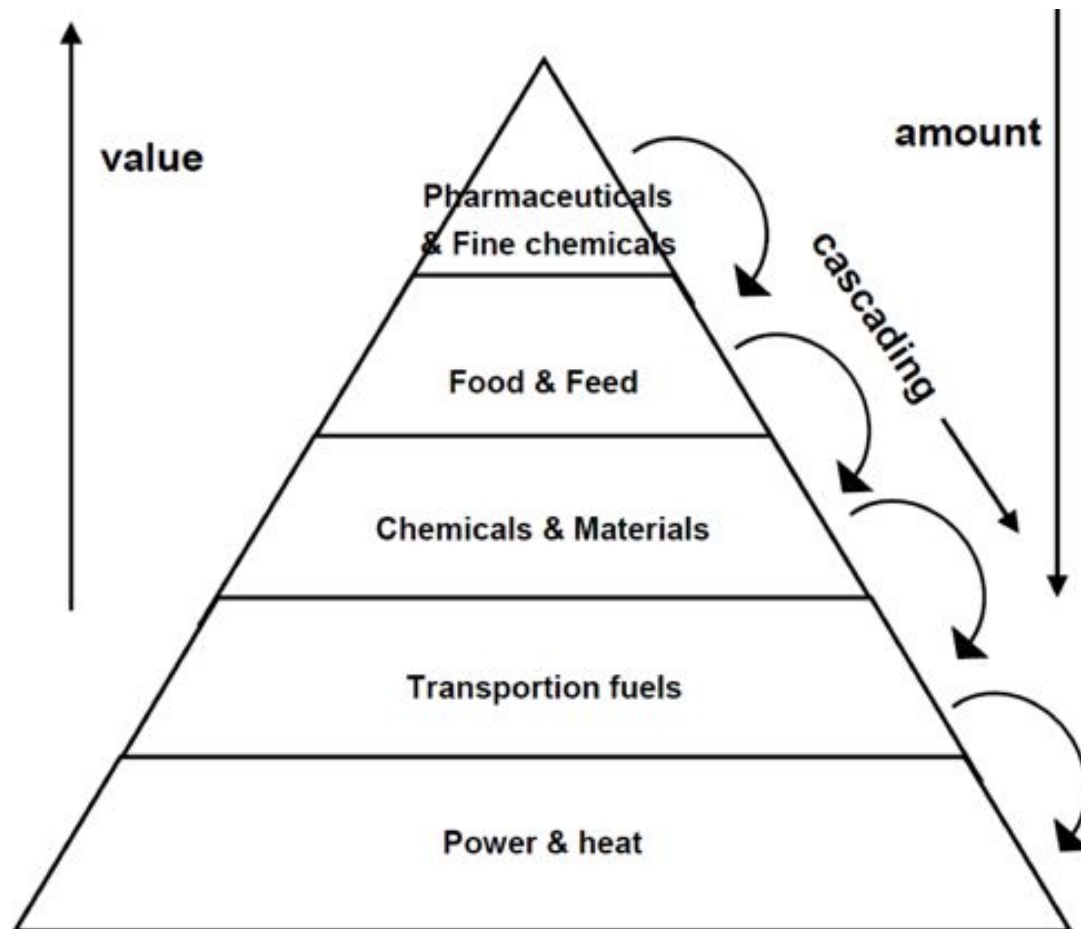 value
amount
Pharmaceuticals
& Fine chemicals
cascading
Food & Feed
Chemicals & Materials
Transportion fuels
Power & heat